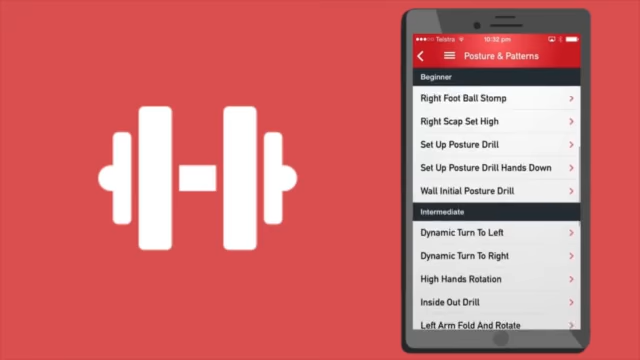 Telstra 10:32 pm
Posture & Patterns
Beginner
Right Foot Ball Stomp
Right Scap Set High
Set Up Posture Drill
Set Up Posture Drill Hands Down
Wall Initial Posture Drill
Intermediate
Dynamic Turn To Left
Dynamic Turn To Right
High Hands Rotation
Inside Out Drill
Left Arm Fold And Rotate